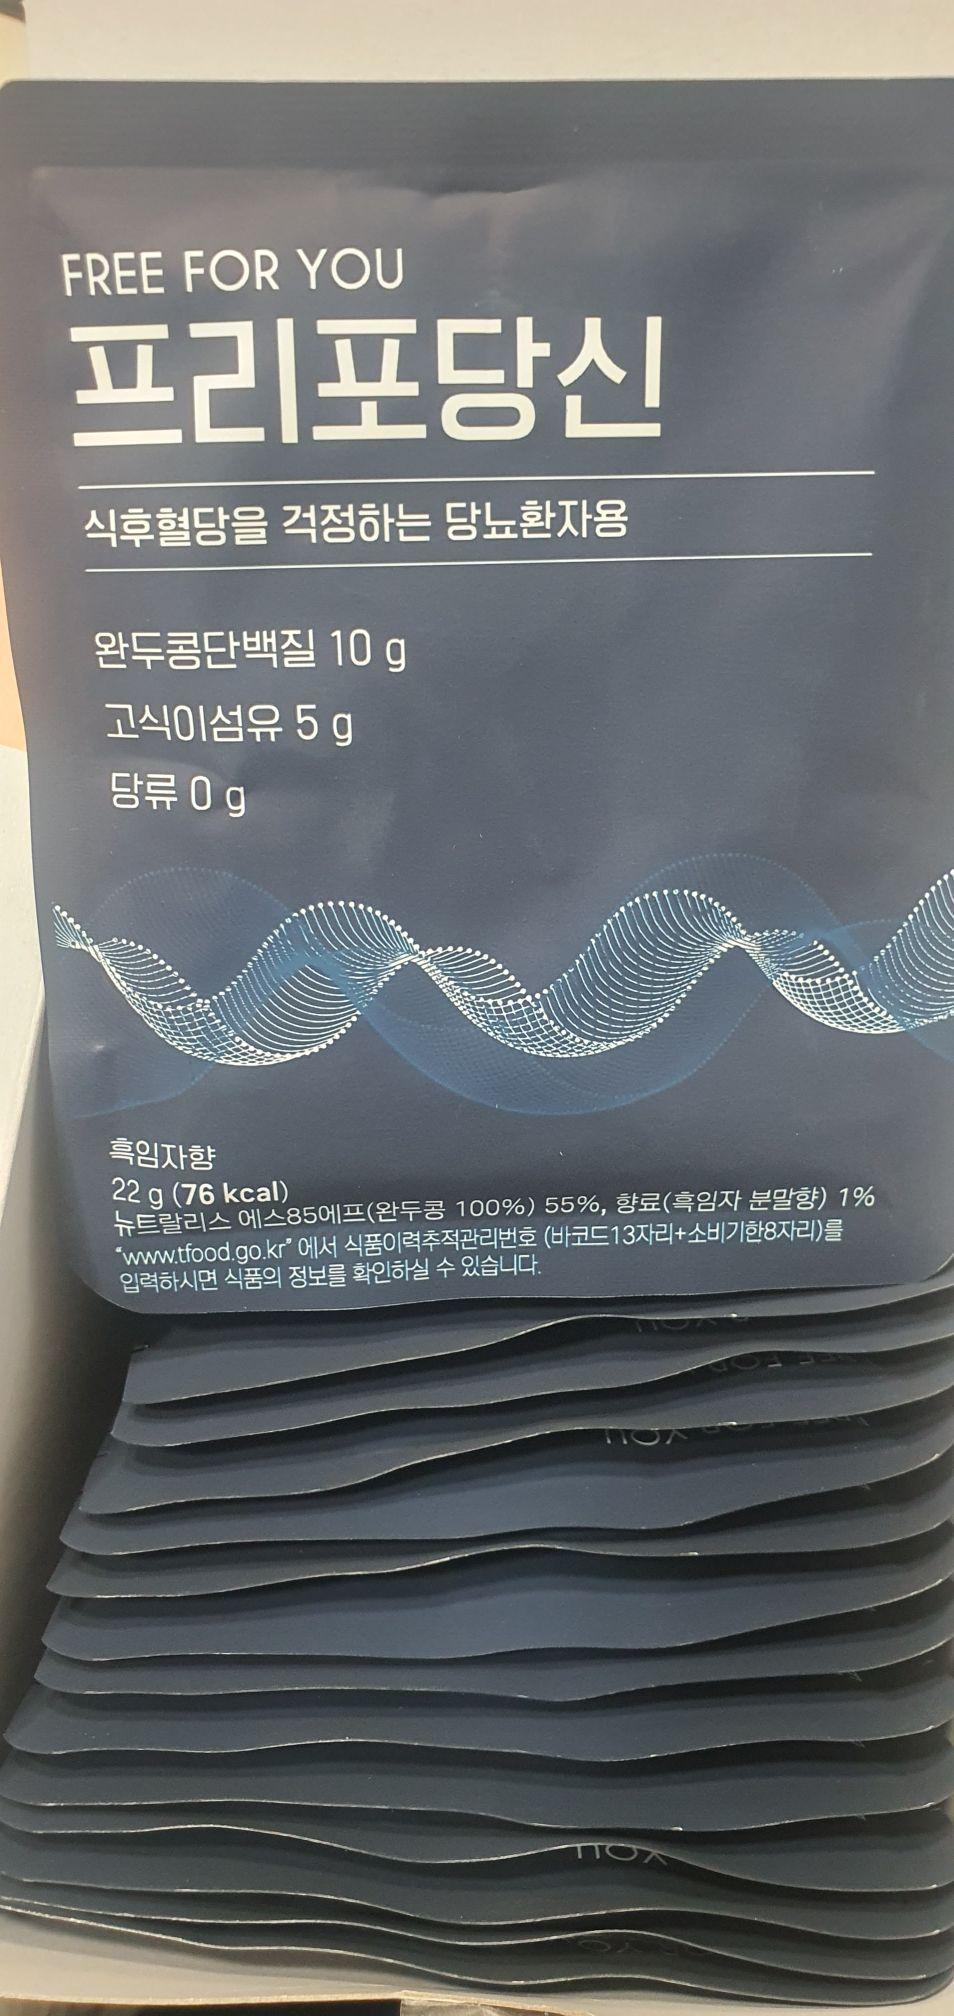 FREE FOR YOU
프리포당신
식후혈당을 걱정하는 당뇨환자용
완두콩단백질 10 g
고식이섬유 5 g
당류 0 g
흑임자향
22 g (76 kcal)
뉴트랄리스 에스85에프(완두콩 100%) 55%, 향료(흑임자 분말향) 1%
“www.tfood.go.kr” 에서 식품이력추적관리번호 (바코드13자리+소비기한8자리)를
입력하시면 식품의 정보를 확인하실 수 있습니다.
YOU